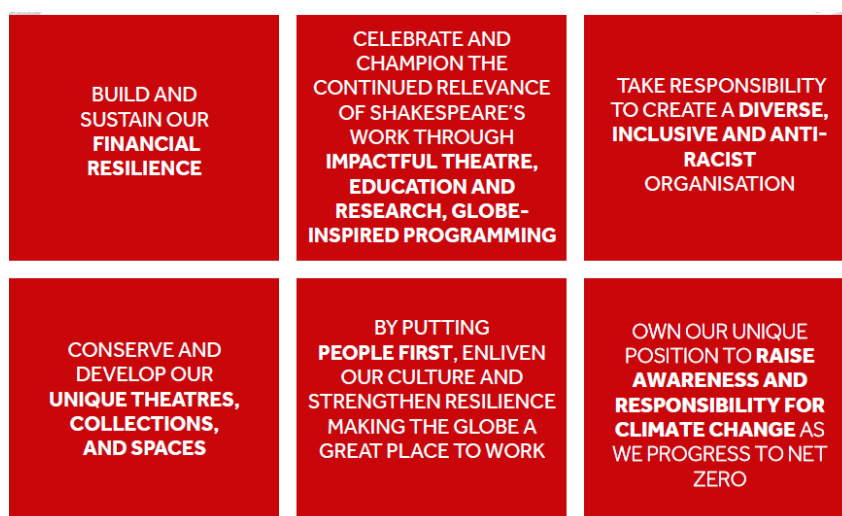 BUILD AND
SUSTAIN OUR
FINANCIAL
RESILIENCE
CELEBRATE AND
CHAMPION THE
CONTINUED RELEVANCE
OF SHAKESPEARE'S
WORK THROUGH
IMPACTFUL THEATRE,
EDUCATION AND
RESEARCH, GLOBE-
INSPIRED PROGRAMMING
TAKE RESPONSIBILITY
TO CREATE A DIVERSE,
INCLUSIVE AND ANTI-
RACIST
ORGANISATION
CONSERVE AND
DEVELOP OUR
UNIQUE THEATRES,
COLLECTIONS,
AND SPACES
BY PUTTING
PEOPLE FIRST, ENLIVEN
OUR CULTURE AND
STRENGTHEN RESILIENCE
MAKING THE GLOBE A
GREAT PLACE TO WORK
OWN OUR UNIQUE
POSITION TO RAISE
AWARENESS AND
RESPONSIBILITY FOR
CLIMATE CHANGE AS
WE PROGRESS TO NET
ZERO